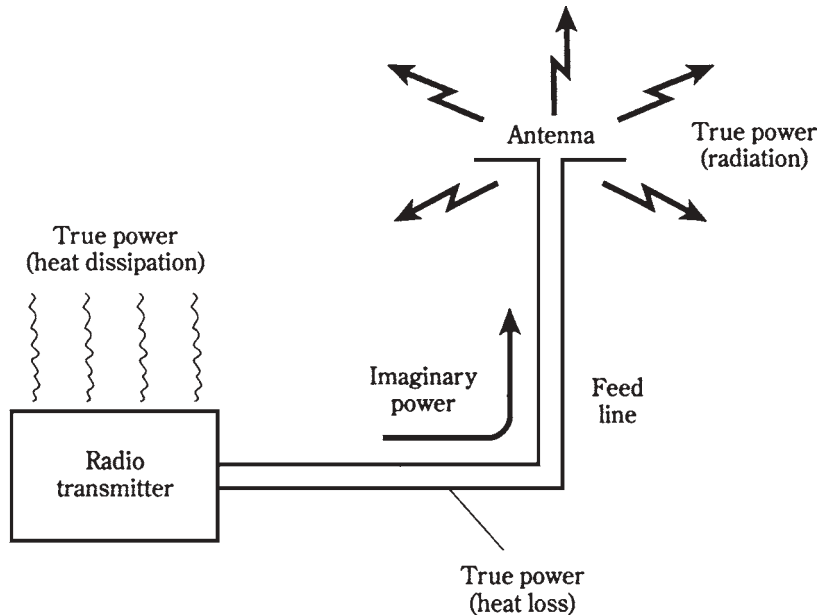 Antenna
True power
(radiation)
True power
(heat dissipation)
Imaginary
power
Feed
line
Radio
transmitter
True power
(heat loss)